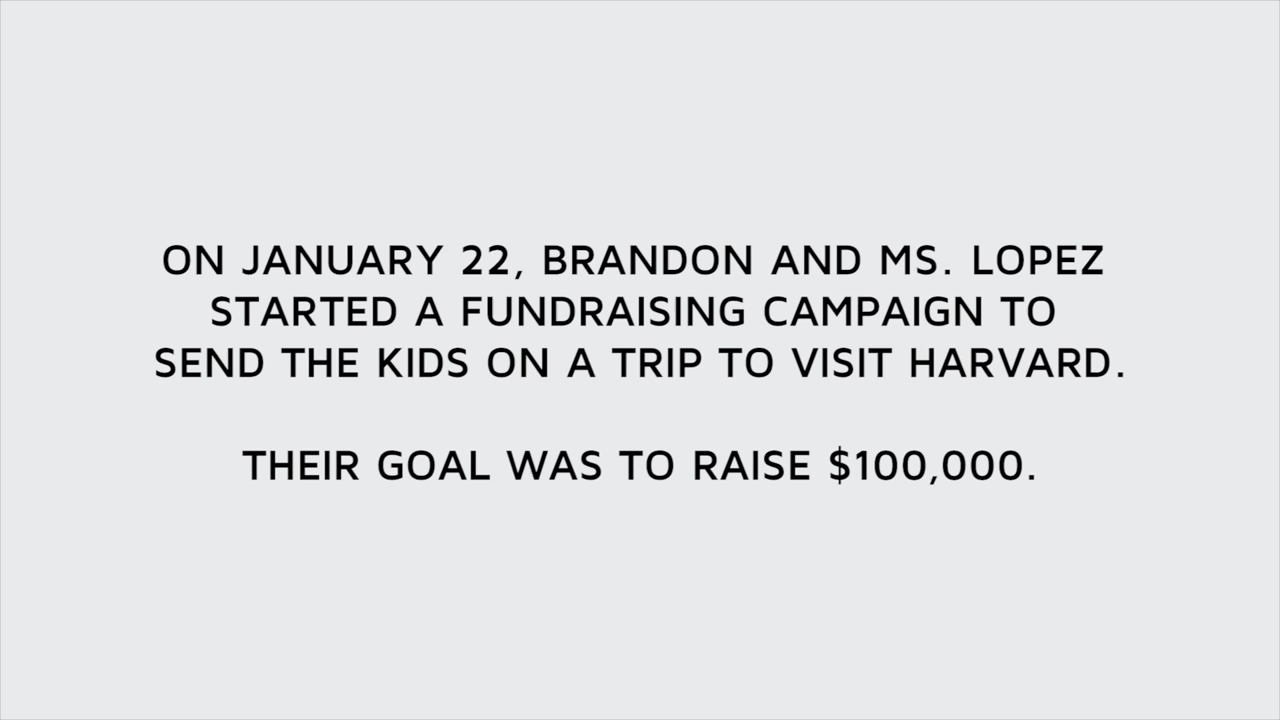 ON JANUARY 22, BRANDON AND MS. LOPEZ
STARTED A FUNDRAISING CAMPAIGN TO
SEND THE KIDS ON A TRIP TO VISIT HARVARD.
THEIR GOAL WAS TO RAISE $100,000.